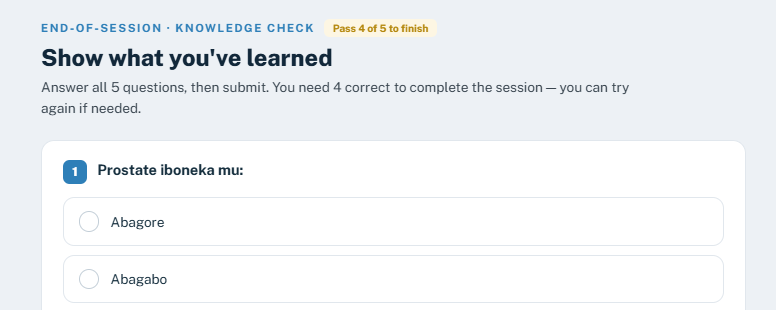 END-OF-SESSION · KNOWLEDGE CHECK Pass 4 of 5 to finish
Show what you've learned
Answer all 5 questions, then submit. You need 4 correct to complete the session — you can try
again if needed.
1 Prostate iboneka mu:
Abagore
Abagabo